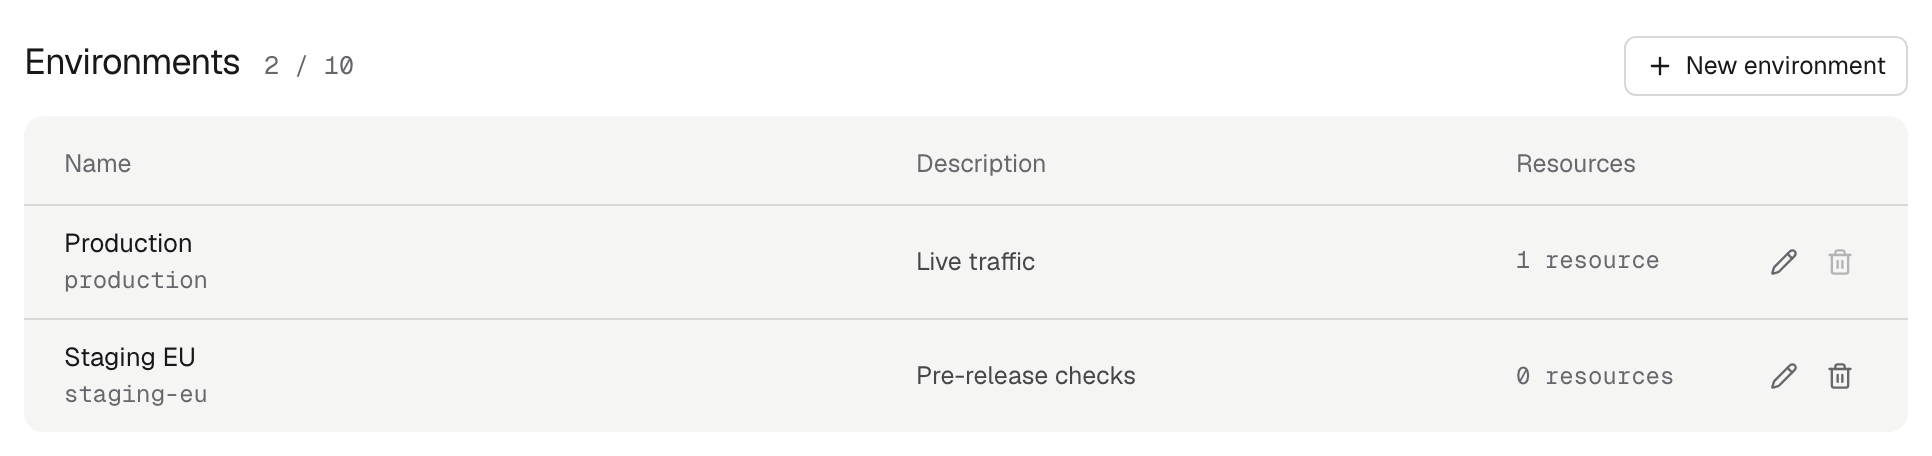 Environments 2 / 10
+ New environment
Name Description Resources
Production
production
Live traffic
1 resource
Staging EU
staging-eu
Pre-release checks
0 resources